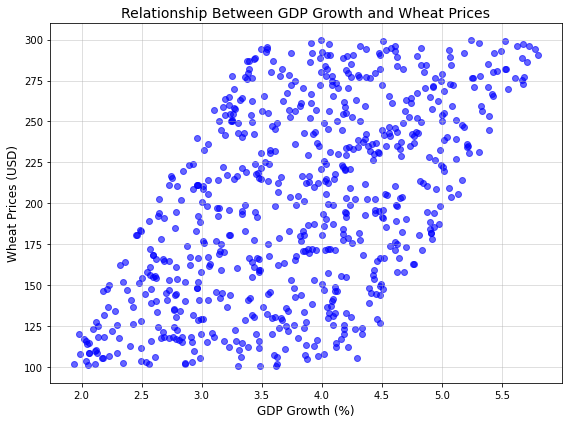 Relationship Between GDP Growth and Wheat Prices
Wheat Prices (USD)
300
275
250
225
200
175
150
125
100
2.0 2.5 3.0 3.5 4.0 4.5 5.0 5.5
GDP Growth (%)